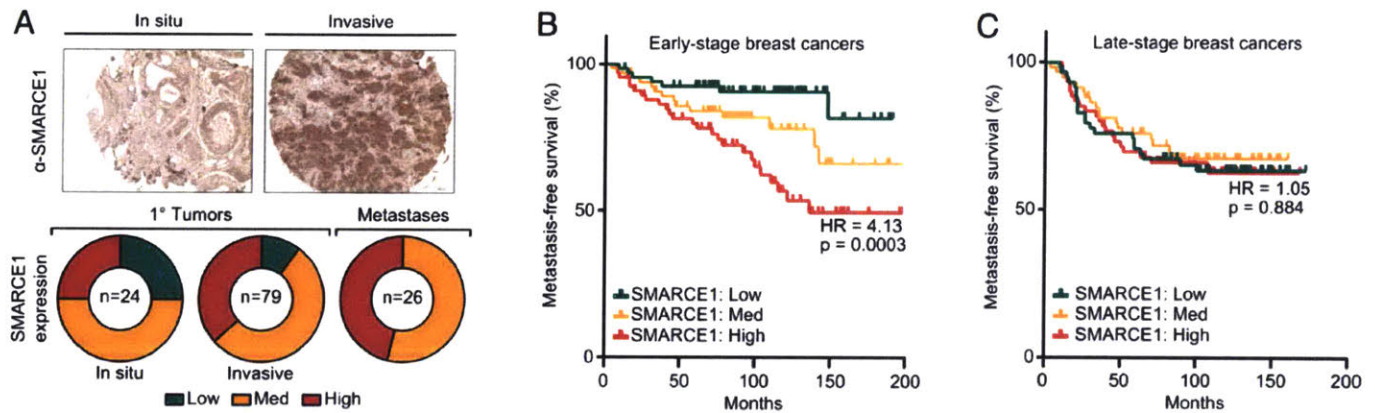 A
In situ
Invasive
α-SMARCE1
1° Tumors
Metastases
SMARCE1
expression
n=24
n=79
n=26
In situ
Invasive
Low
Med
High
B
Early-stage breast cancers
Metastasis-free survival (%)
100
50
0
HR = 4.13
p = 0.0003
SMARCE1: Low
SMARCE1: Med
SMARCE1: High
0
50
100
150
200
Months
C
Late-stage breast cancers
Metastasis-free survival (%)
100
50
0
HR = 1.05
p = 0.884
SMARCE1: Low
SMARCE1: Med
SMARCE1: High
0
50
100
150
200
Months